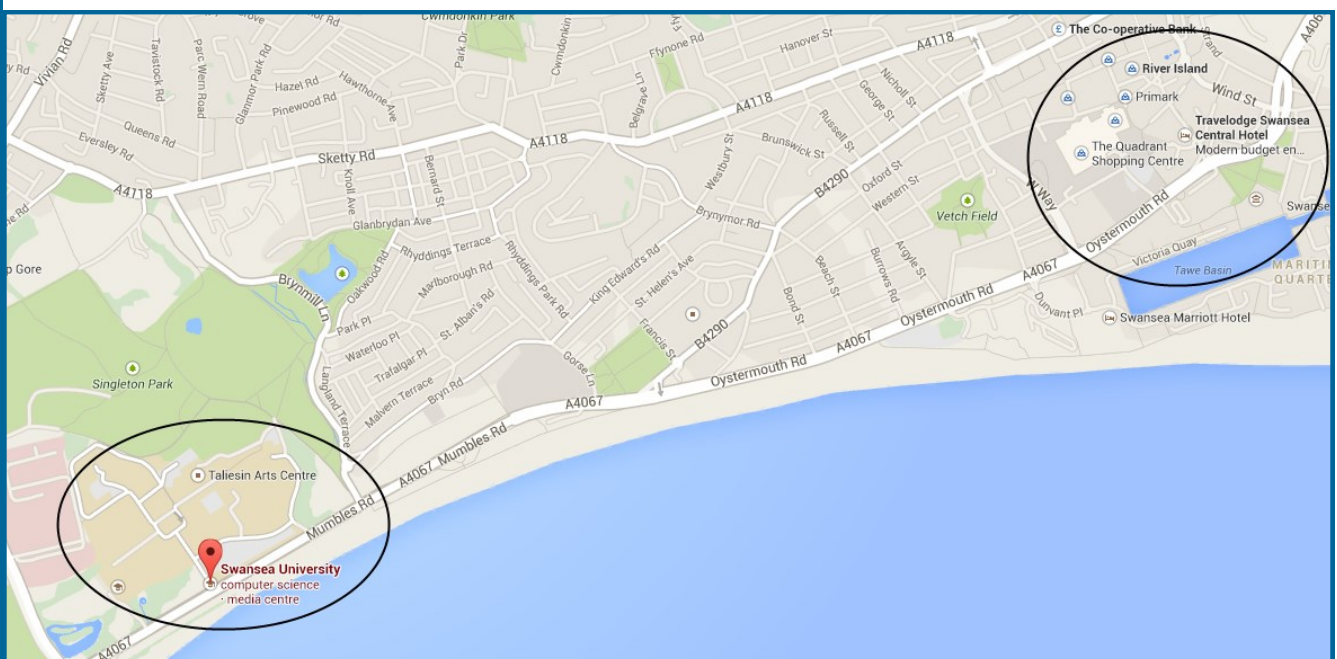 Cwmdonkin Park
The Co-operative Bank
A4118
Hanover St
Ffynone Rd
Park Dr
Cwmdonkin
Vivian Rd
Tavistock Rd
Sketty Ave
Parc Wern Road
Glanmor Park Rd
Hazel Rd
Pinewood Rd
Hawthorne Ave
Belgrave Ln
Nicholl St
George St
Russell St
River Island
Primark
Wind St
Travelodge Swansea
Central Hotel
Modern budget en...
The Quadrant
Shopping Centre
A4118
Queens Rd
Eversley Rd
Sketty Rd
A4118
Westbury St
Brunswick St
Oxford St
Western St
B4290
A4118
Knoll Ave
Bernard St
Glanbrydan Ave
Brynymor Rd
Vetch Field
N Way
Oystermouth Rd
Swanse
Rhyddings Terrace
Rhyddings Park Rd
Oakwood Rd
Marlborough Rd
King Edward's Rd
St. Helen's Ave
Beach St
Burrows Rd
Argyle St
A4067
Victoria Quay
Tawe Basin
MARITI
QUARTE
p Gore
Brynmill Ln
Park Pl
St. Alban's Rd
Waterloo Pl
Trafalgar Pl
Francis St
Bond St
Oystermouth Rd
Dunvant Pl
Swansea Marriott Hotel
B4290
A4067
Singleton Park
Langland Terrace
Malvern Terrace
Bryn Rd
Gorse Ln
Oystermouth Rd
A4067
Mumbles Rd
A4067
Taliesin Arts Centre
Mumbles Rd
Swansea University
computer science
- media centre
A4067